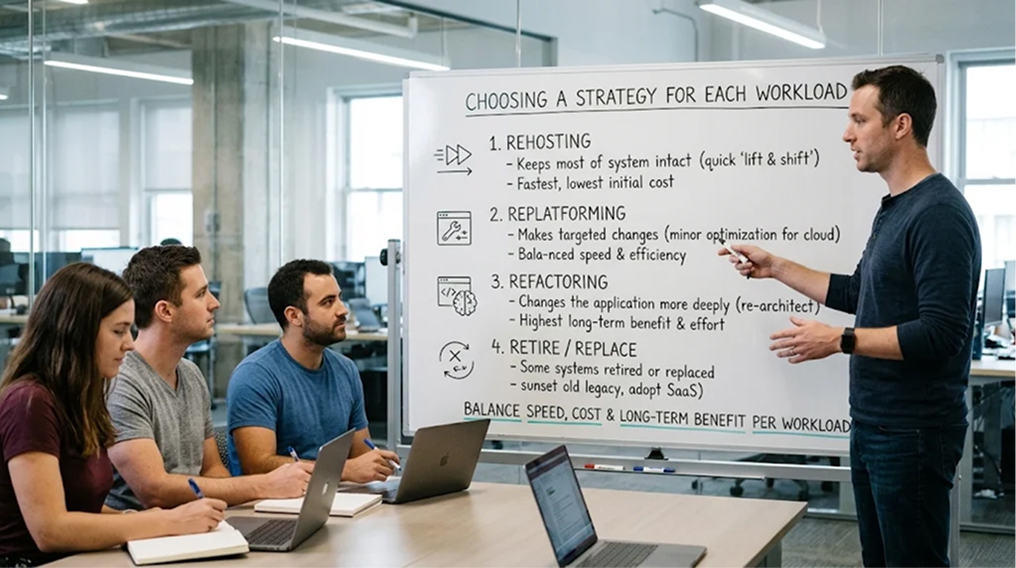 CHOOSING A STRATEGY FOR EACH WORKLOAD
1. REHOSTING
- Keeps most of system intact (quick 'lift & shift')
- Fastest, lowest initial cost
2. REPLATFORMING
- Makes targeted changes (minor optimization for cloud)
- Bala-nced speed & efficiency
</>
3. REFACTORING
- Changes the application more deeply (re-architect)
- Highest long-term benefit & effort
X
4. RETIRE / REPLACE
- Some systems retired or replaced
- sunset old legacy, adopt SaaS)
BALANCE SPEED, COST & LONG-TERM BENEFIT PER WORKLOAD